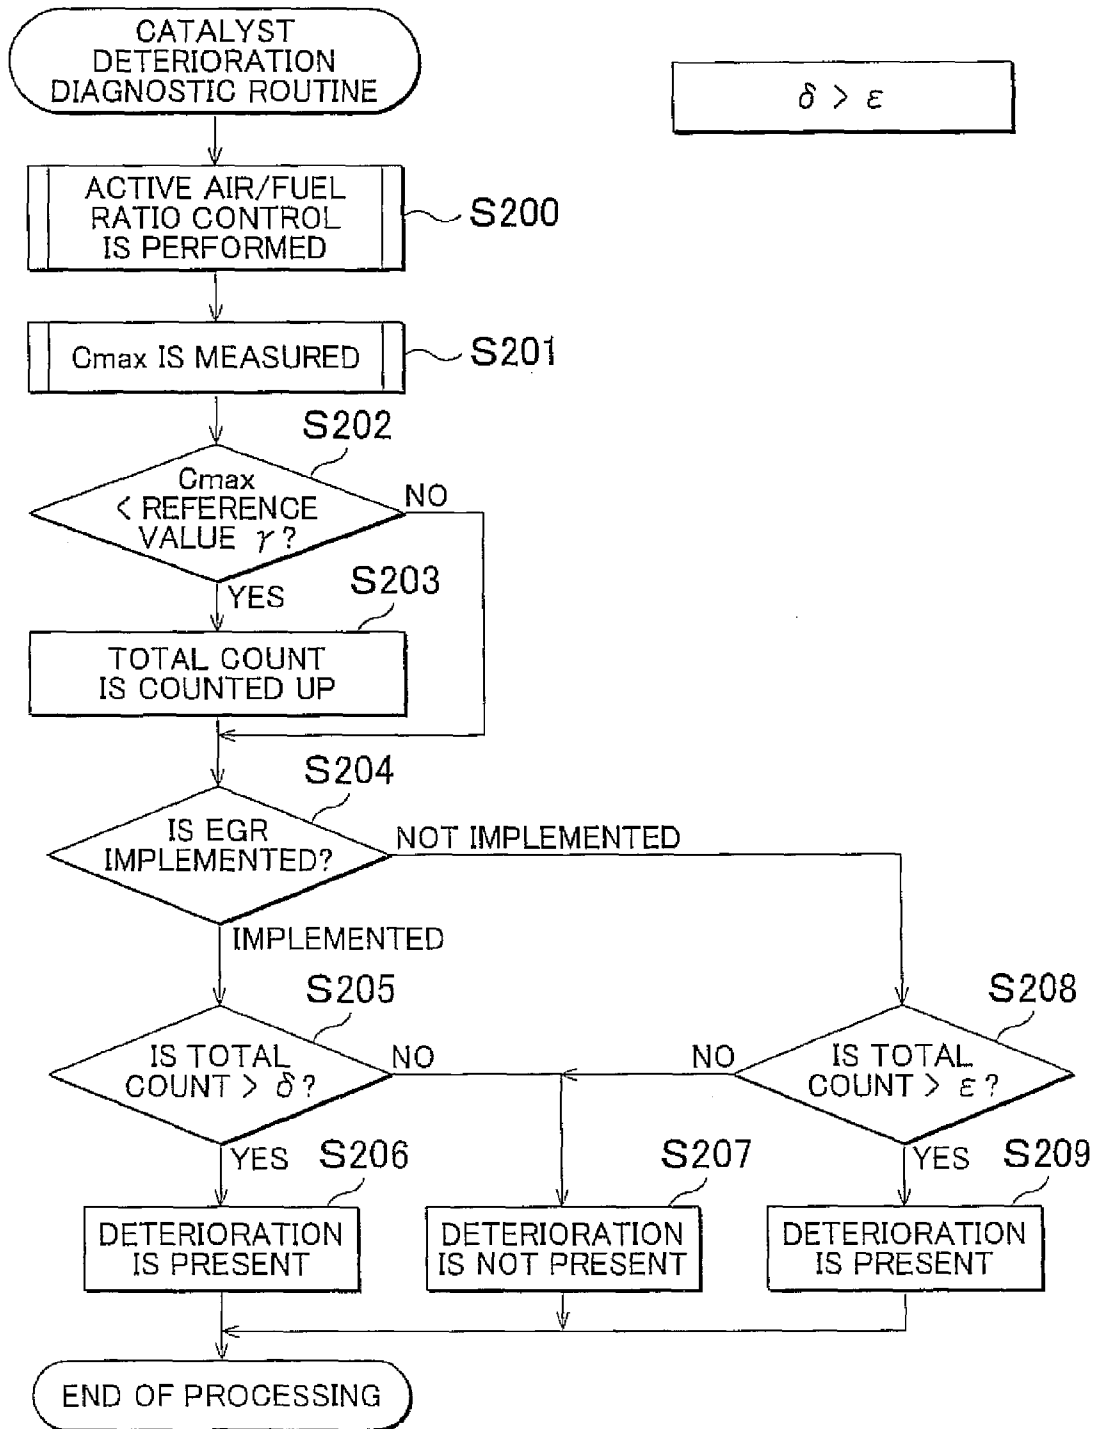 CATALYST
DETERIORATION
DIAGNOSTIC ROUTINE
δ > ε
ACTIVE AIR/FUEL
RATIO CONTROL
IS PERFORMED
S200
Cmax IS MEASURED
S201
S202
Cmax
< REFERENCE
VALUE γ?
NO
YES
S203
TOTAL COUNT
IS COUNTED UP
S204
IS EGR
IMPLEMENTED?
NOT IMPLEMENTED
IMPLEMENTED
S205
IS TOTAL
COUNT > δ?
NO
YES
S208
IS TOTAL
COUNT > ε?
NO
YES
S206
DETERIORATION
IS PRESENT
S207
DETERIORATION
IS NOT PRESENT
S209
DETERIORATION
IS PRESENT
END OF PROCESSING